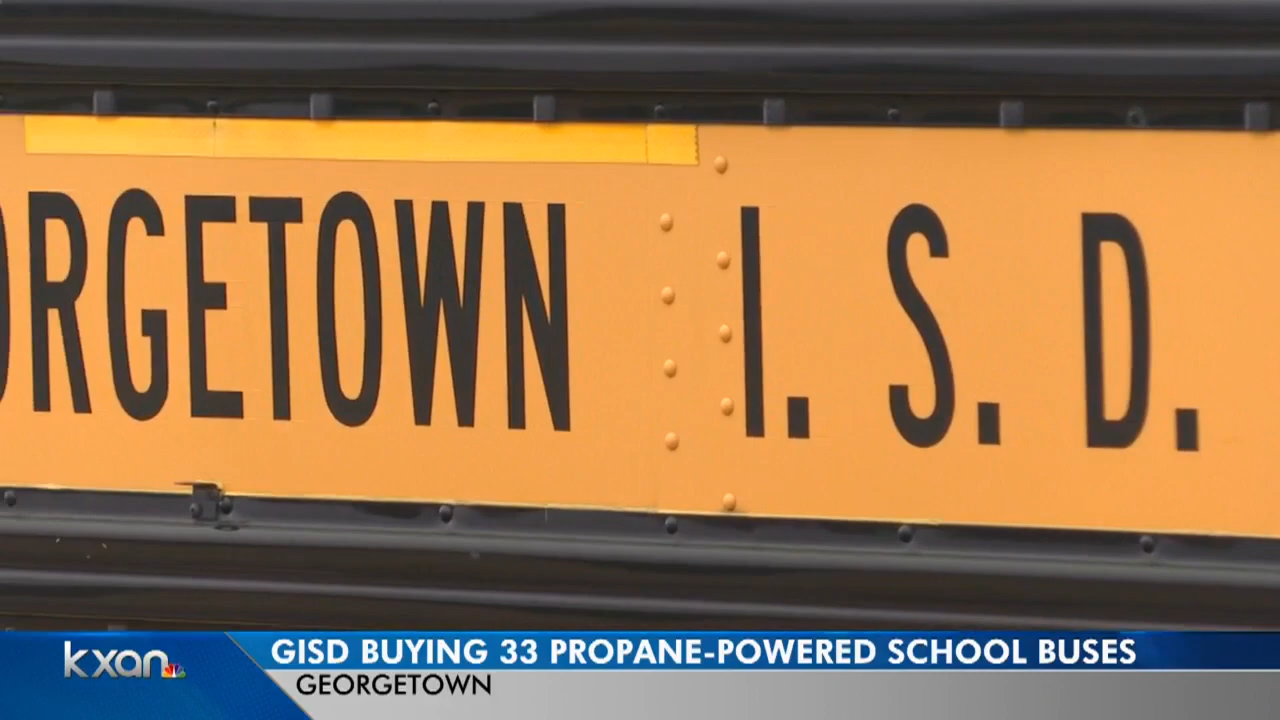 ORGETOWN I. S. D.
kxan
GISD BUYING 33 PROPANE-POWERED SCHOOL BUSES
GEORGETOWN